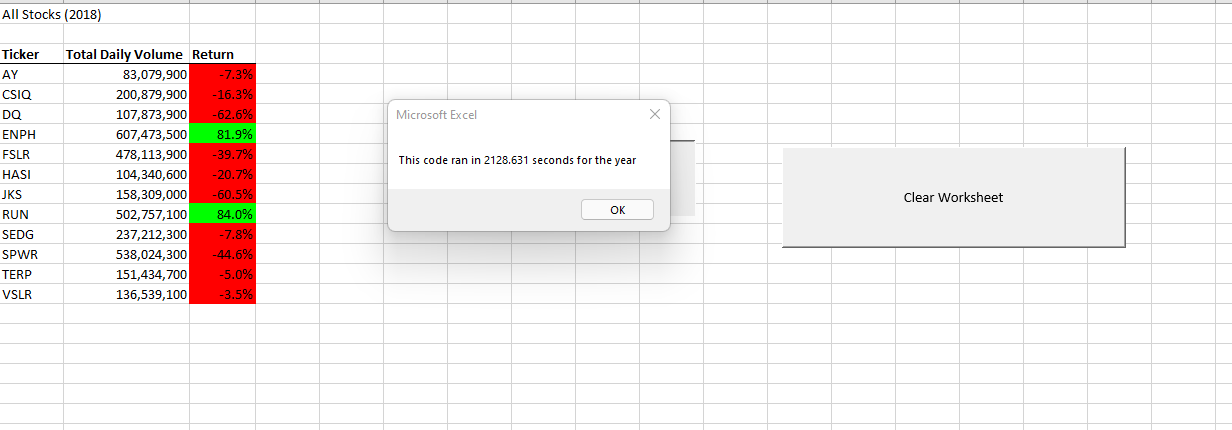 All Stocks (2018)
Ticker Total Daily Volume Return
AY 83,079,900 -7.3%
CSIQ 200,879,900 -16.3%
DQ 107,873,900 -62.6%
ENPH 607,473,500 81.9%
FSLR 478,113,900 -39.7%
HASI 104,340,600 -20.7%
JKS 158,309,000 -60.5%
RUN 502,757,100 84.0%
SEDG 237,212,300 -7.8%
SPWR 538,024,300 -44.6%
TERP 151,434,700 -5.0%
VSLR 136,539,100 -3.5%
Microsoft Excel
This code ran in 2128.631 seconds for the year
OK
Clear Worksheet